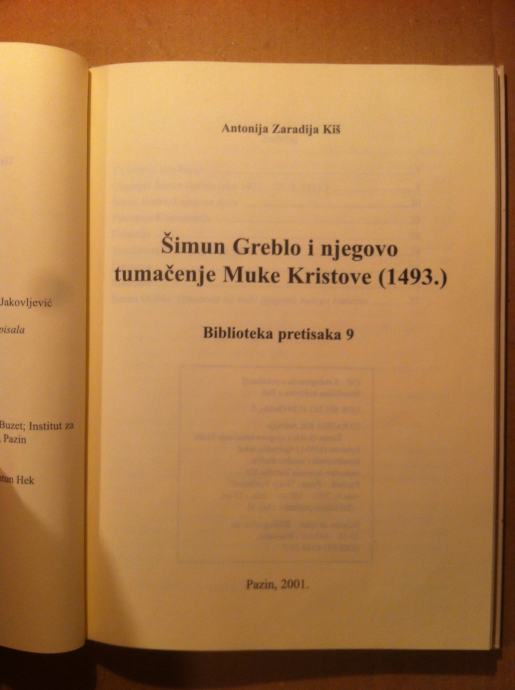 Jakovljević
pisala
Buzet; Institut za
Pazin
Hek
Antonija Zaradija Kiš
Šimun Greblo i njegovo
tumačenje Muke Kristove (1493.)
Biblioteka pretisaka 9
Pazin, 2001.